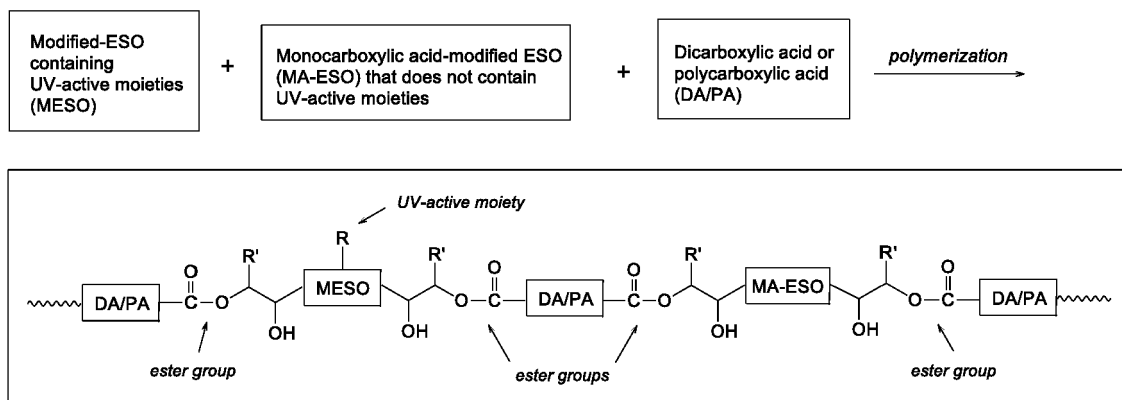 Modified-ESO
containing
UV-active moieties
(MESO)
+
Monocarboxylic acid-modified ESO
(MA-ESO) that does not contain
UV-active moieties
+
Dicarboxylic acid or
polycarboxylic acid
(DA/PA)
polymerization
UV-active moiety
R' R R' R' R'
O O O O
DA/PA C O MESO O C DA/PA C O MA-ESO O C DA/PA
OH OH OH OH
ester group ester groups ester group